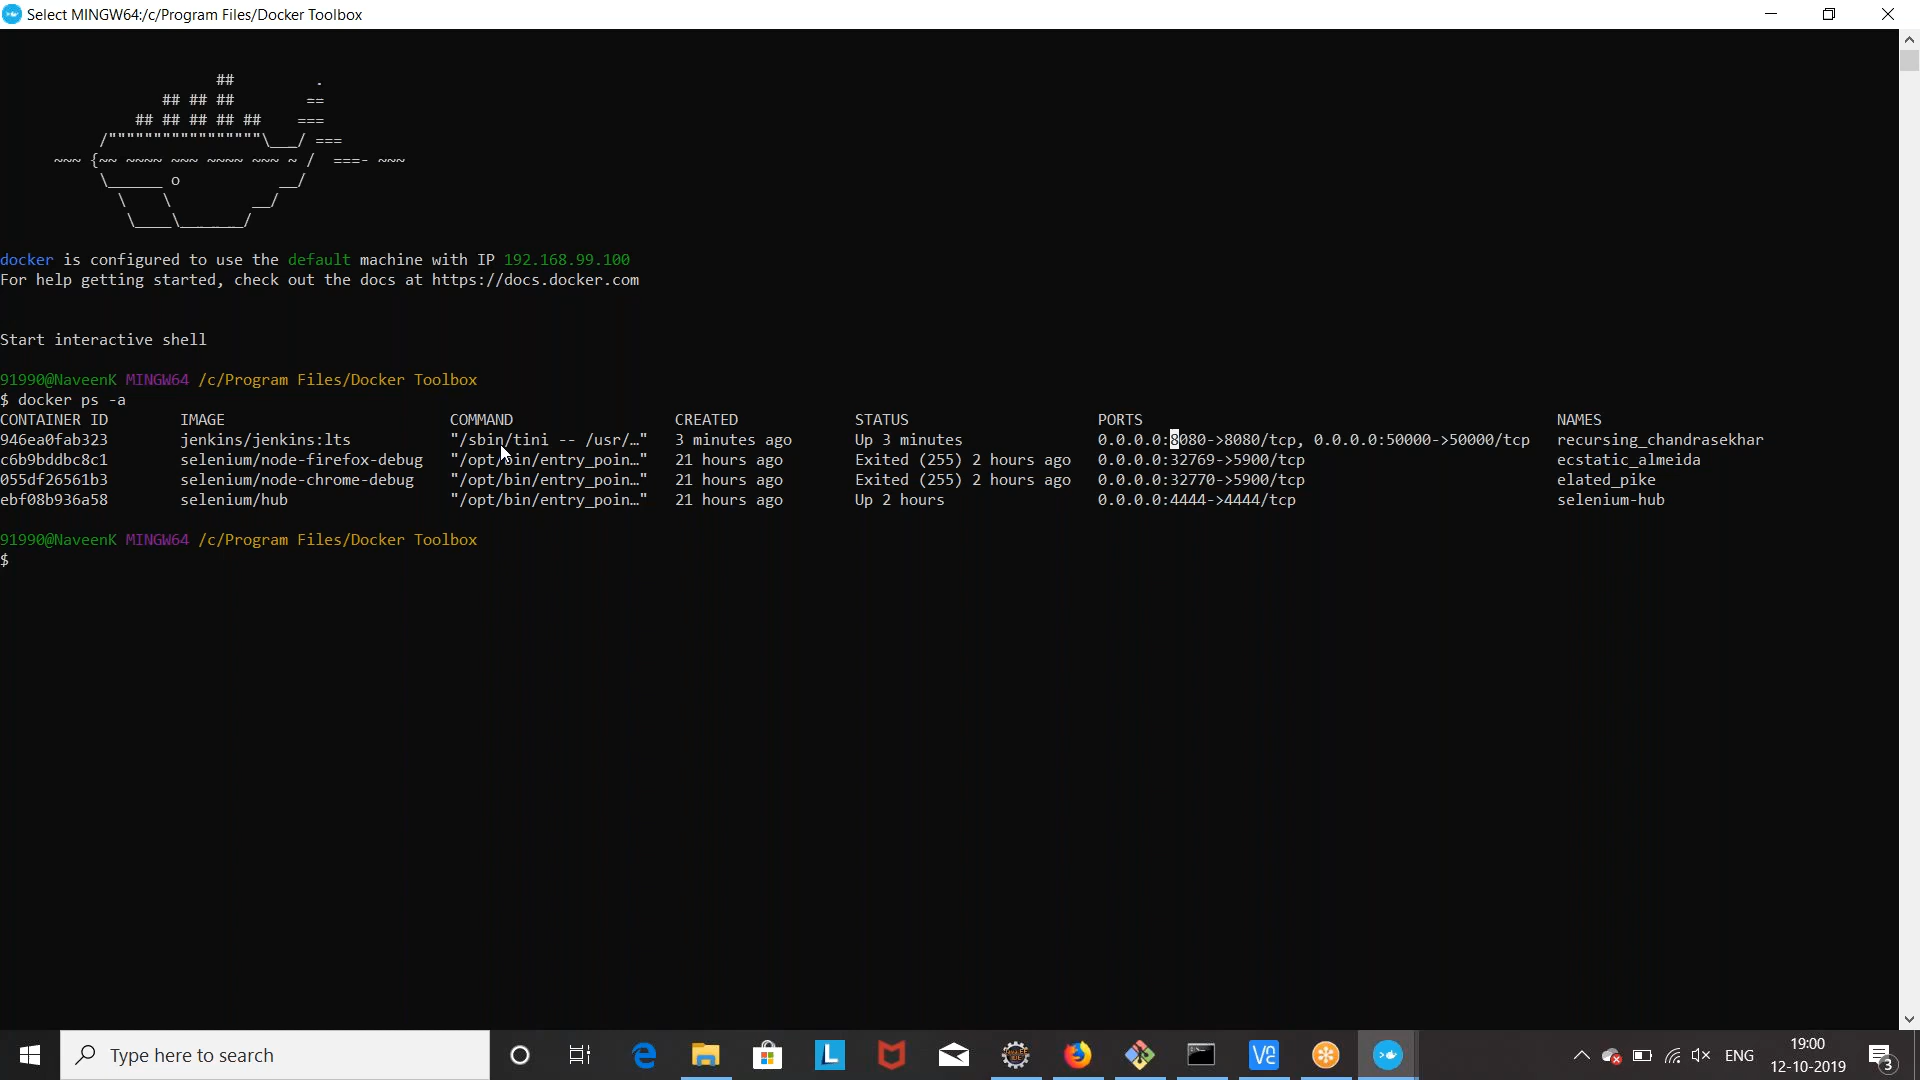 Select MINGW64:/c/Program Files/Docker Toolbox
                        ##         .
                  ## ## ##        ==
               ## ## ## ## ##    ===
           /"""""""""""""""""\___/ ===
      ~~~ {~~ ~~~~ ~~~ ~~~~ ~~~ ~ /  ===- ~~~
           \______ o           __/
             \    \         __/
              \____\_______/
docker is configured to use the default machine with IP 192.168.99.100
For help getting started, check out the docs at https://docs.docker.com
Start interactive shell
91990@NaveenK MINGW64 /c/Program Files/Docker Toolbox
$ docker ps -a
CONTAINER ID IMAGE COMMAND CREATED STATUS PORTS NAMES
946ea0fab323 jenkins/jenkins:lts "/sbin/tini -- /usr/…" 3 minutes ago Up 3 minutes 0.0.0.0:8080->8080/tcp, 0.0.0.0:50000->50000/tcp recursing_chandrasekhar
c6b9bddbc8c1 selenium/node-firefox-debug "/opt/bin/entry_poin…" 21 hours ago Exited (255) 2 hours ago 0.0.0.0:32769->5900/tcp ecstatic_almeida
055df26561b3 selenium/node-chrome-debug "/opt/bin/entry_poin…" 21 hours ago Exited (255) 2 hours ago 0.0.0.0:32770->5900/tcp elated_pike
ebf08b936a58 selenium/hub "/opt/bin/entry_poin…" 21 hours ago Up 2 hours 0.0.0.0:4444->4444/tcp selenium-hub
91990@NaveenK MINGW64 /c/Program Files/Docker Toolbox
$
Type here to search
L
V2
ENG
19:00
12-10-2019
3